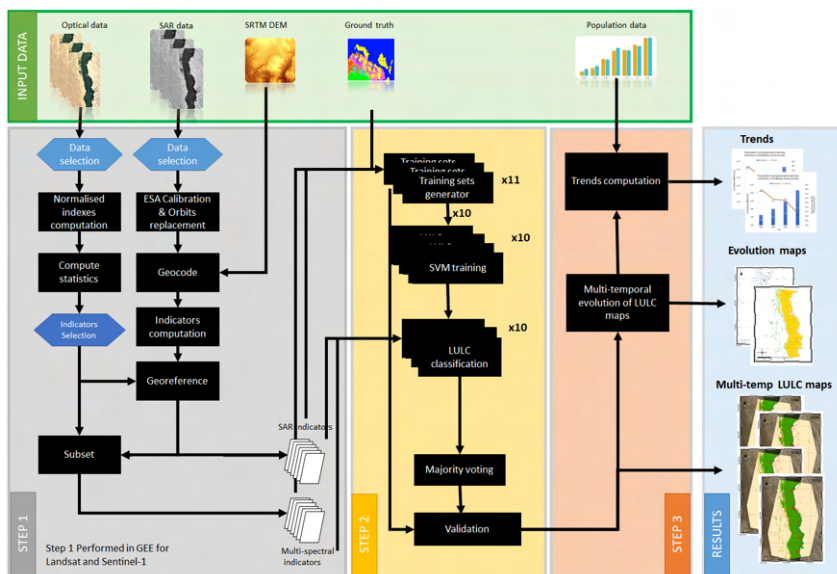 INPUT DATA
Optical data
SAR data
SRTM DEM
Ground truth
Population data
Data
selection
Normalised
indexes
computation
Compute
statistics
Indicators
Selection
Subset
Data
selection
ESA Calibration
& Orbits
replacement
Geocode
Indicators
computation
Georeference
SAR indicators
Multi-spectral
indicators
STEP 1
Step 1 Performed in GEE for
Landsat and Sentinel-1
Training sets
Training sets
Training sets
generator
x11
x10
x10
SVM training
x10
LULC
classification
Majority voting
Validation
STEP 2
Trends computation
Multi-temporal
evolution of LULC
maps
STEP 3
Trends
Evolution maps
Multi-temp LULC maps
RESULTS